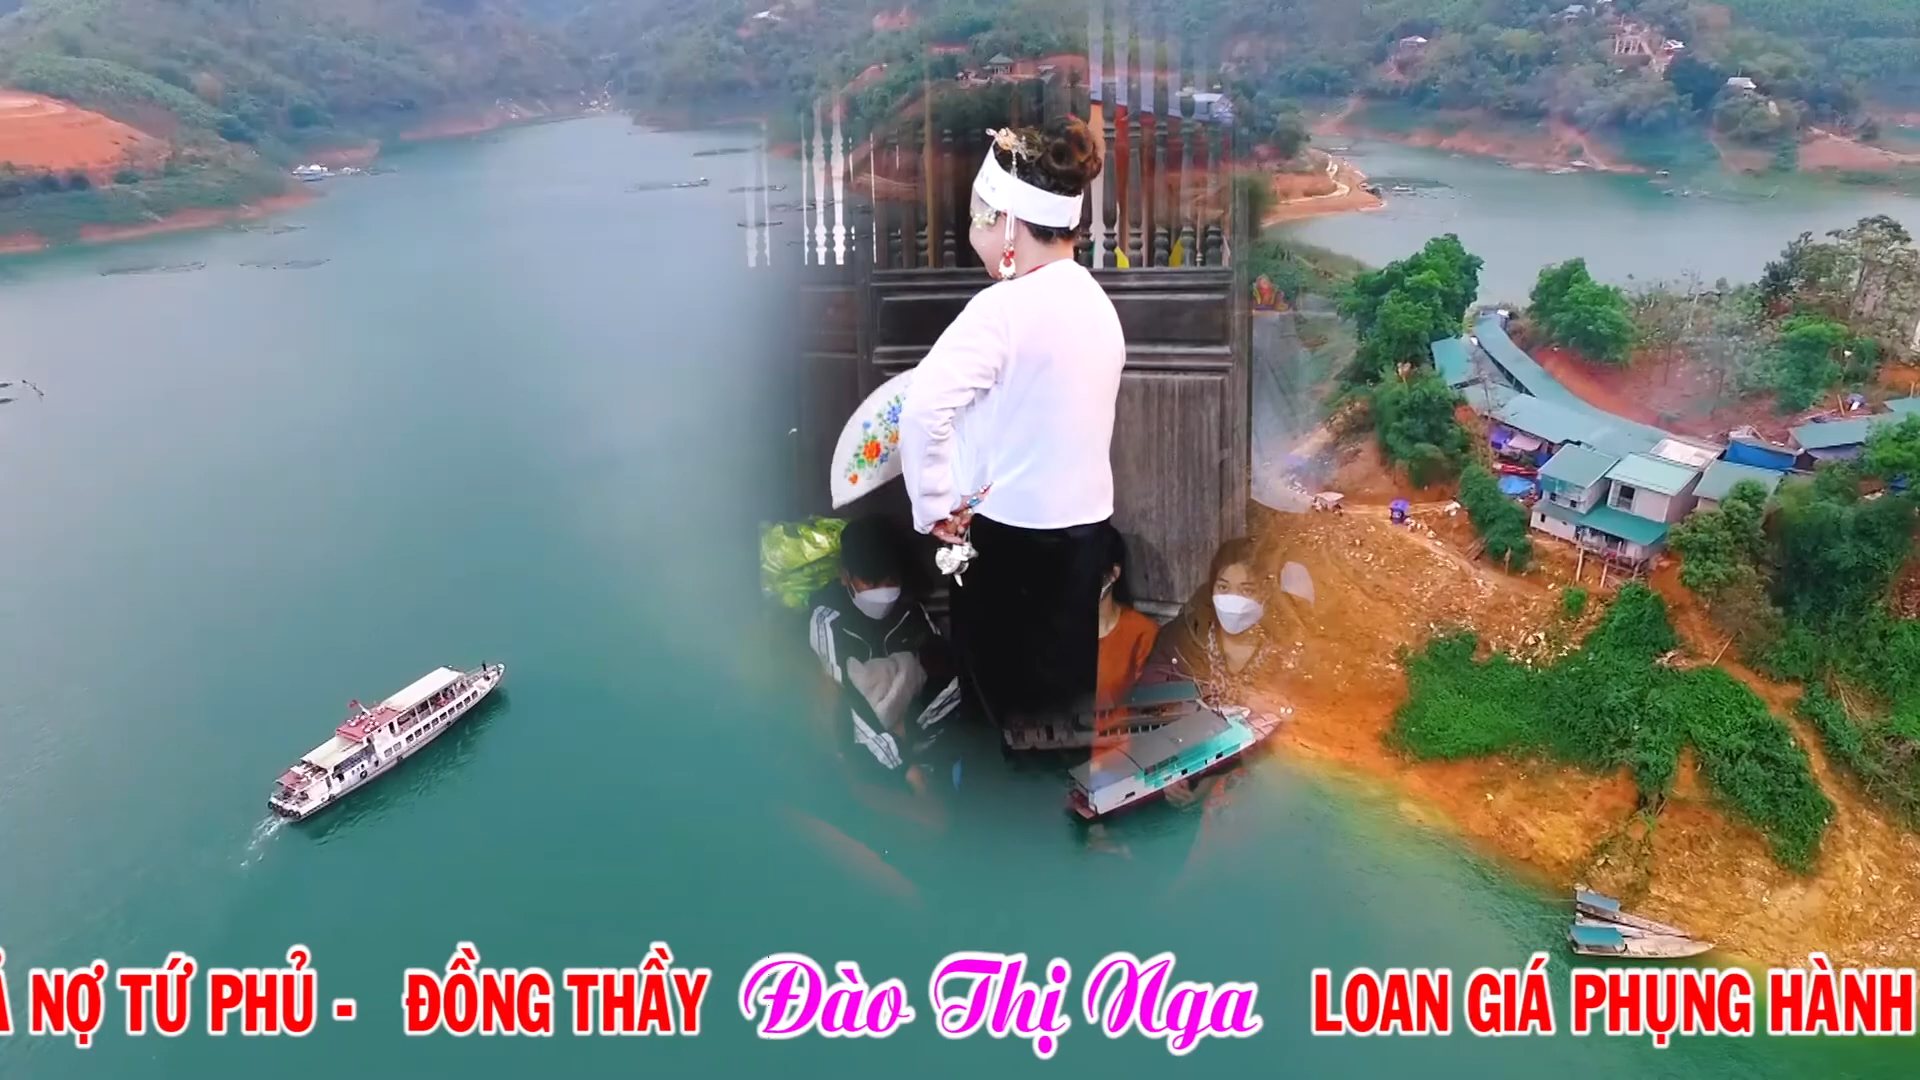 NỢ TỨ PHỦ - ĐỒNG THẦY Đào Thị Nga LOAN GIÁ PHỤNG HÀNH